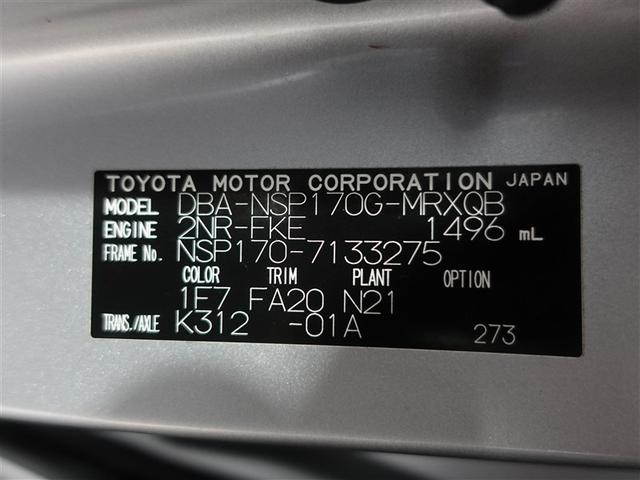 TOYOTA MOTOR CORPORATION JAPAN
MODEL DBA-NSP170G-MRXQB
ENGINE 2NR-FKE 1496 mL
FRAME No. NSP170-7133275
COLOR TRIM PLANT OPTION
1F7 FA20 N21
TRANS./AXLE K312 -01A 273